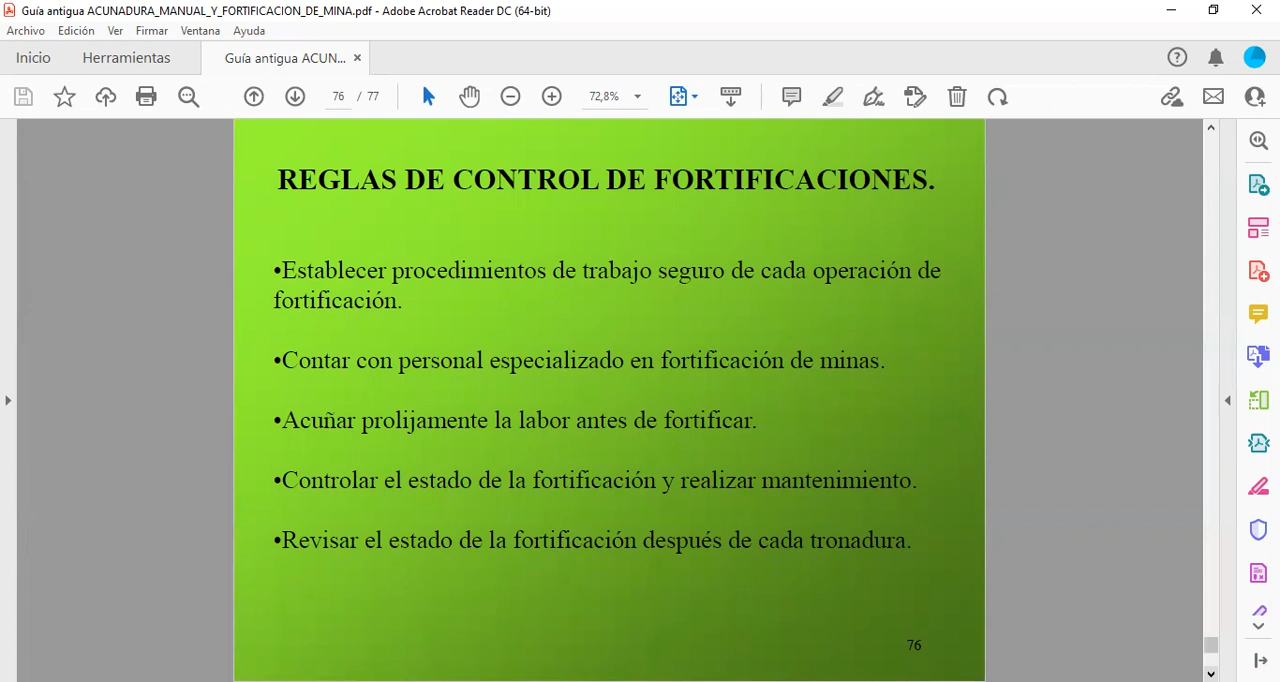 Guía antigua ACUNADURA_MANUAL_Y_FORTIFICACION_DE_MINA.pdf - Adobe Acrobat Reader DC (64-bit)
Archivo Edición Ver Firmar Ventana Ayuda
Inicio Herramientas Guía antigua ACUN... ×
76 / 77 72,8%
REGLAS DE CONTROL DE FORTIFICACIONES.
•Establecer procedimientos de trabajo seguro de cada operación de
fortificación.
•Contar con personal especializado en fortificación de minas.
•Acuñar prolijamente la labor antes de fortificar.
•Controlar el estado de la fortificación y realizar mantenimiento.
•Revisar el estado de la fortificación después de cada tronadura.
76